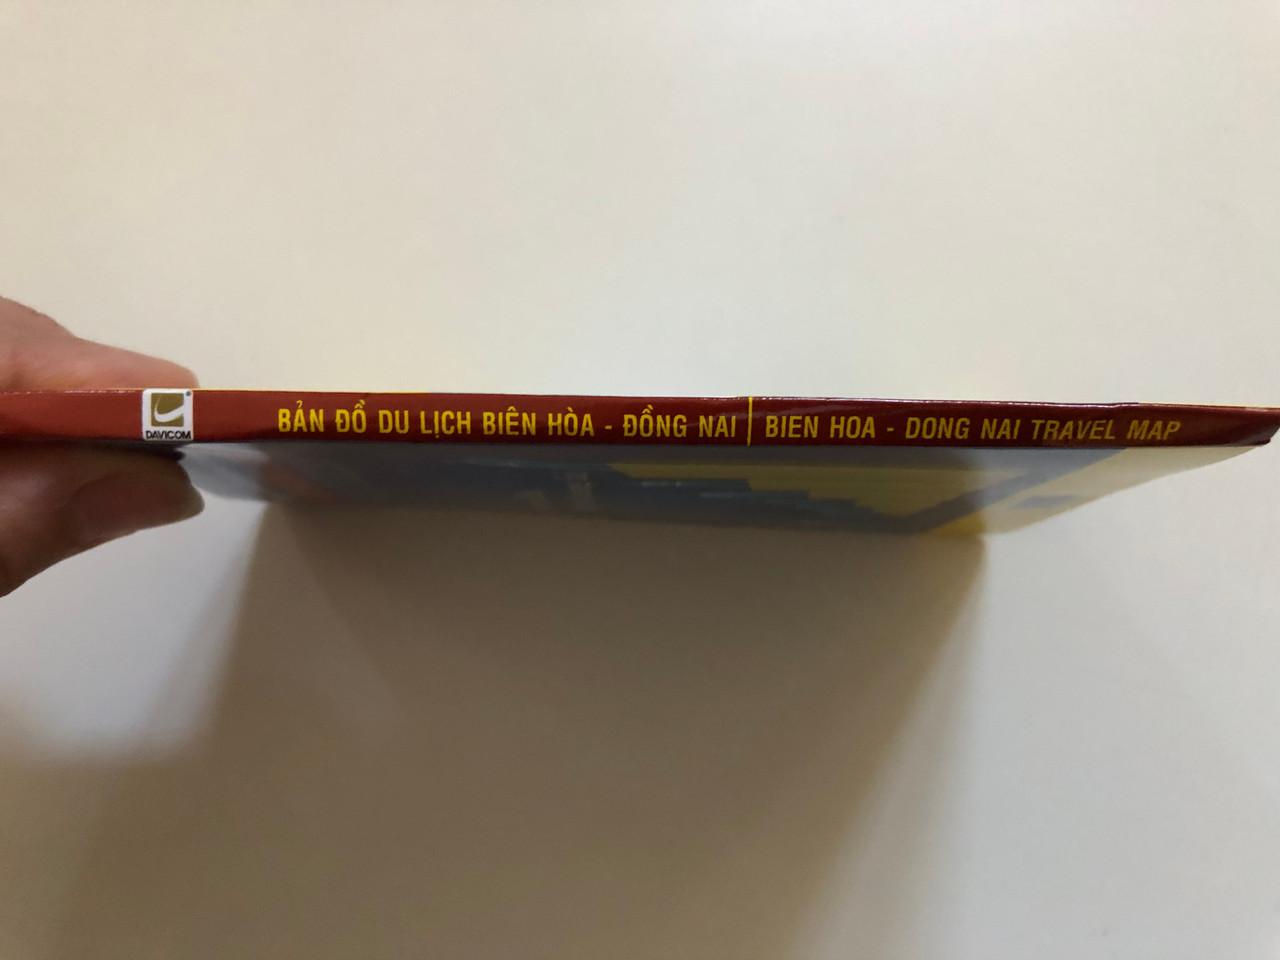 DAVICOM
BẢN ĐỒ DU LỊCH BIÊN HÒA - ĐỒNG NAI | BIEN HOA - DONG NAI TRAVEL MAP